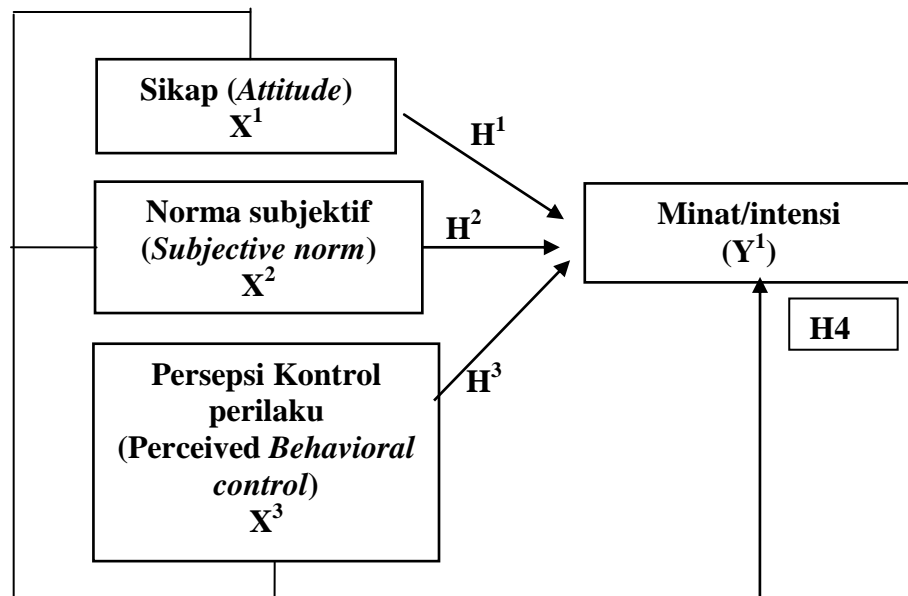 Sikap (Attitude)
X¹
H¹
Norma subjektif
(Subjective norm)
X²
H²
Minat/intensi
(Y¹)
H4
Persepsi Kontrol
perilaku
(Perceived Behavioral
control)
X³
H³